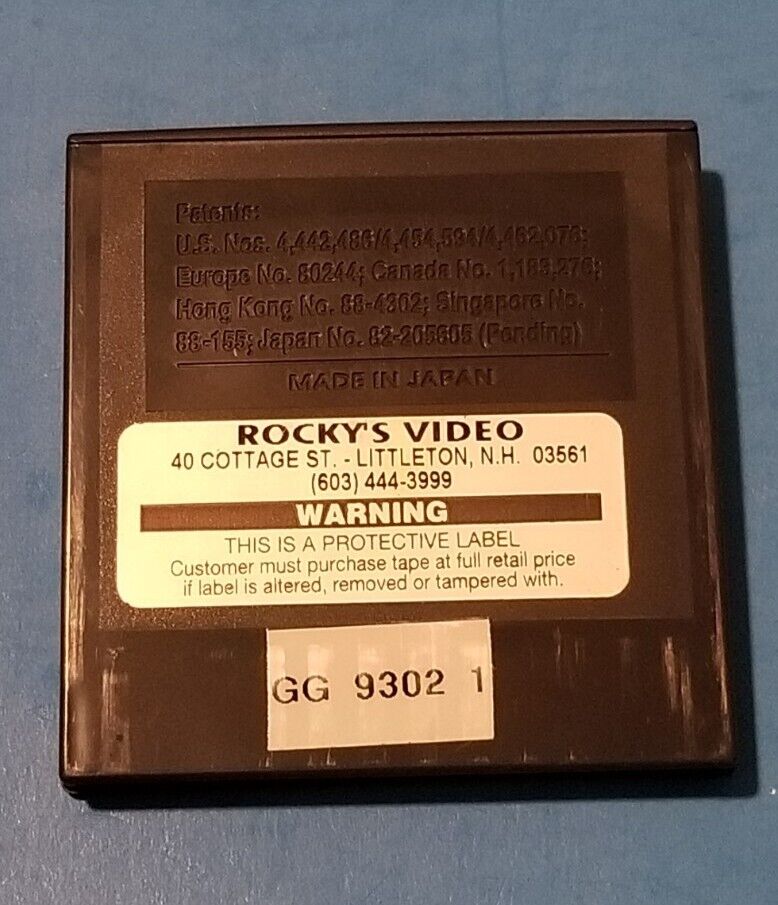 Patents:
U.S. Nos. 4,442,486/4,454,594/4,462,076;
Europe No. 80244; Canada No. 1,183,276;
Hong Kong No. 88-4302; Singapore No.
88-155; Japan No. 82-205605 (Pending)
MADE IN JAPAN
ROCKY'S VIDEO
40 COTTAGE ST. - LITTLETON, N.H. 03561
(603) 444-3999
WARNING
THIS IS A PROTECTIVE LABEL
Customer must purchase tape at full retail price
if label is altered, removed or tampered with.
GG 9302 1